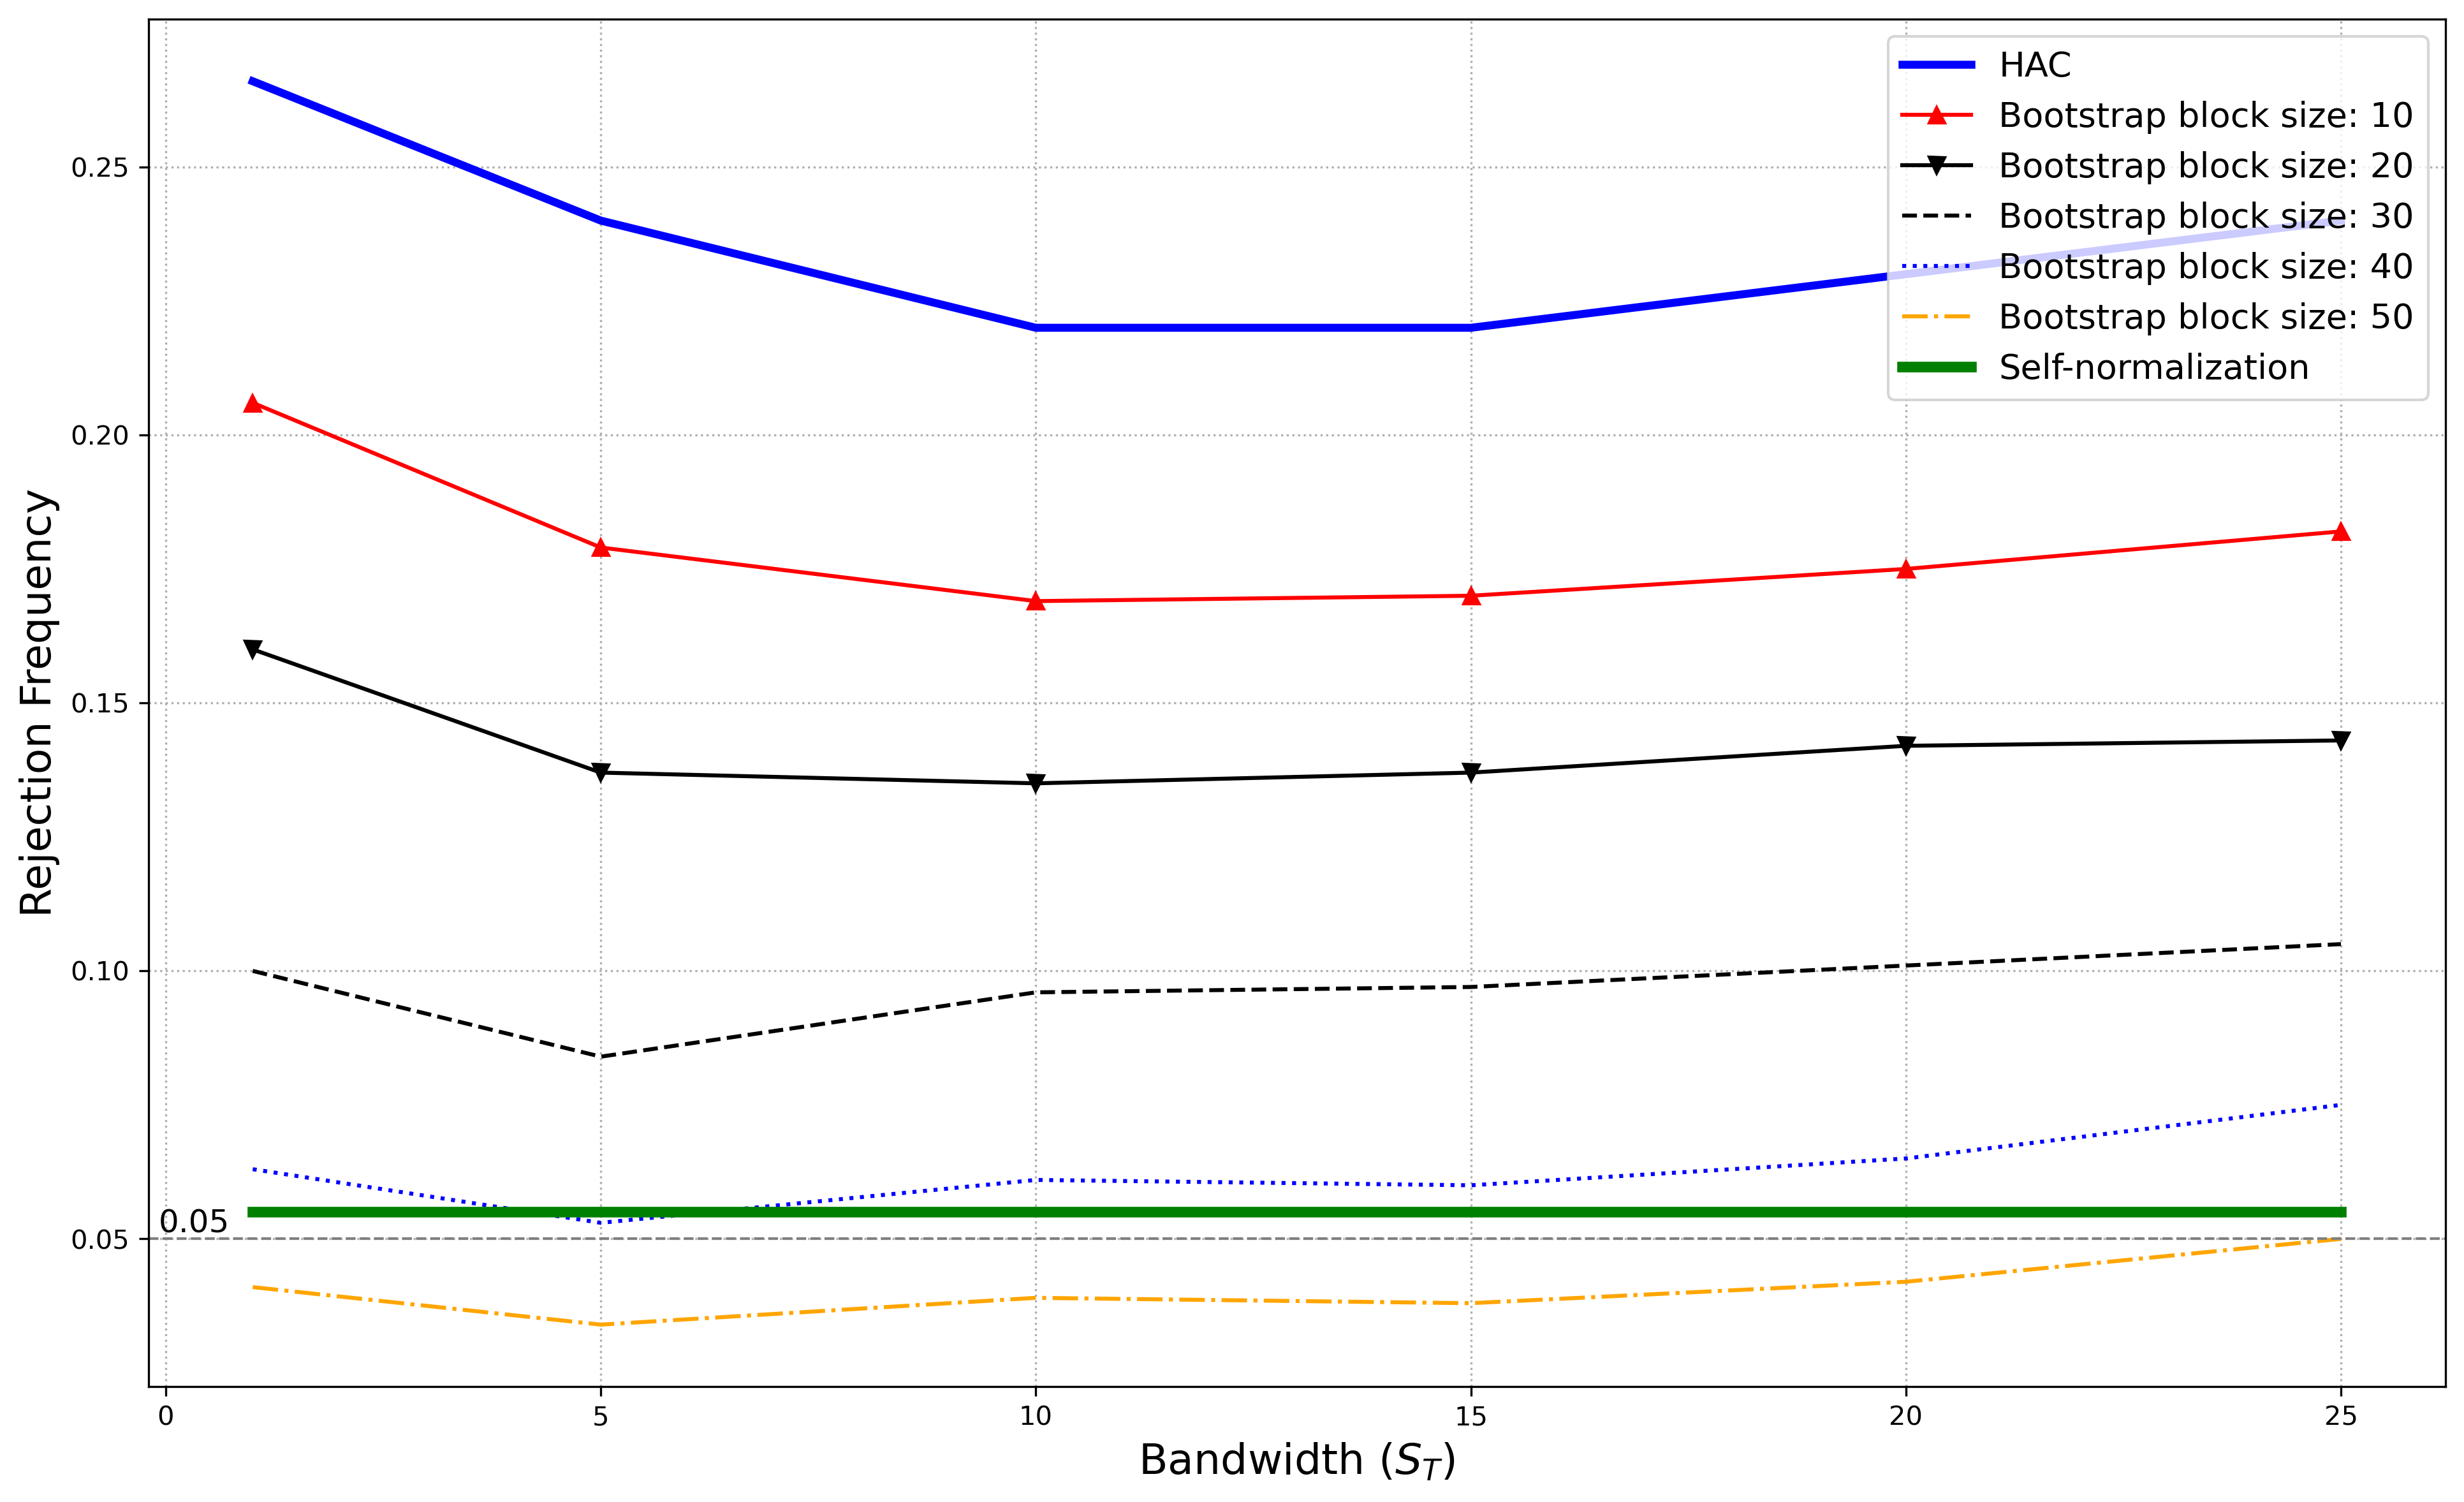 HAC
Bootstrap block size: 10
Bootstrap block size: 20
Bootstrap block size: 30
Bootstrap block size: 40
Bootstrap block size: 50
Self-normalization
Rejection Frequency
0.25
0.20
0.15
0.10
0.05
0.05
0 5 10 15 20 25
Bandwidth (S_T)